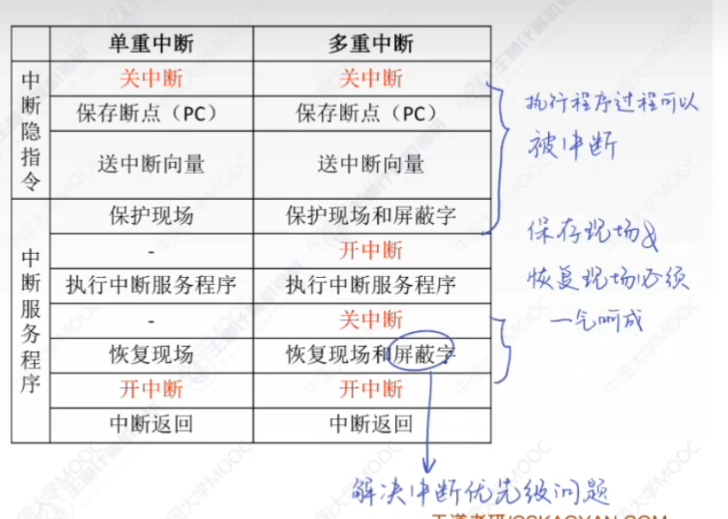 单重中断 多重中断
中断隐指令 关中断 关中断
保存断点（PC） 保存断点（PC）
送中断向量 送中断向量
中断服务程序 保护现场 保护现场和屏蔽字
- 开中断
执行中断服务程序 执行中断服务程序
- 关中断
恢复现场 恢复现场和屏蔽字
开中断 开中断
中断返回 中断返回
执行程序过程可以
被中断
保存现场&
恢复现场必须
一气呵成
解决中断优先级问题